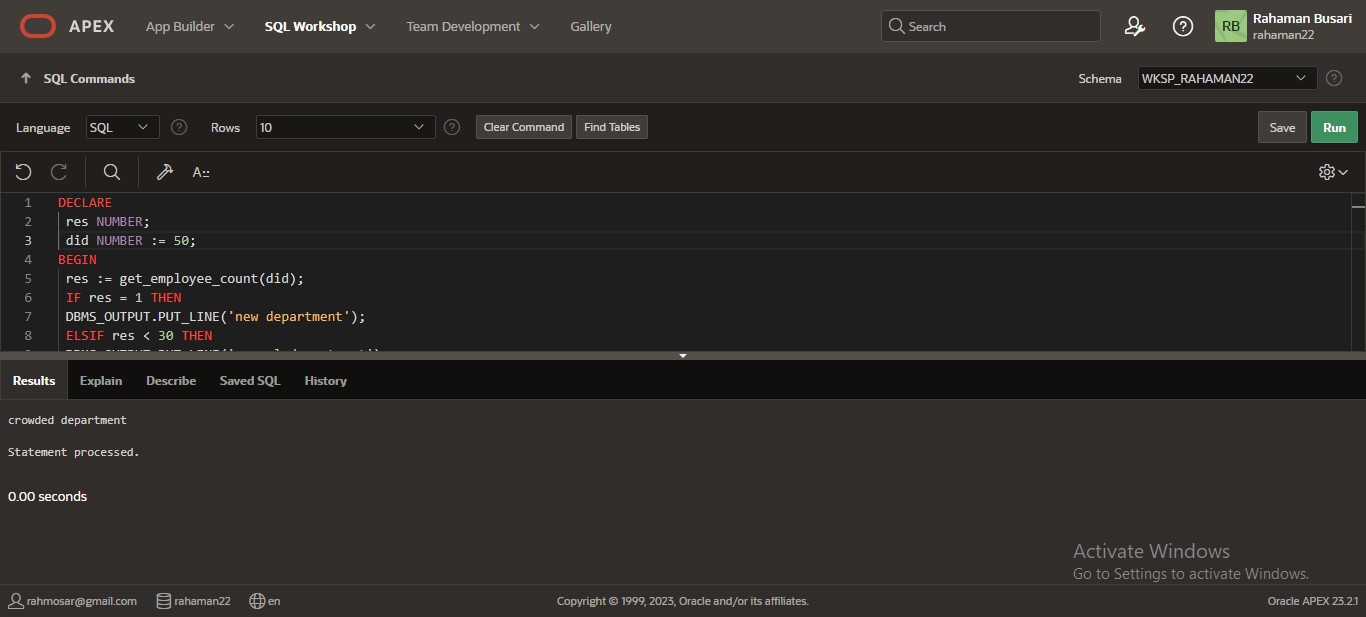 APEX App Builder SQL Workshop Team Development Gallery Search RB Rahaman Busari
rahaman22
SQL Commands Schema WKSP_RAHAMAN22
Language SQL Rows 10 Clear Command Find Tables Save Run
A::
1 DECLARE
2 res NUMBER;
3 did NUMBER := 50;
4 BEGIN
5 res := get_employee_count(did);
6 IF res = 1 THEN
7 DBMS_OUTPUT.PUT_LINE('new department');
8 ELSIF res < 30 THEN
Results Explain Describe Saved SQL History
crowded department
Statement processed.
0.00 seconds
Activate Windows
Go to Settings to activate Windows.
rahmosar@gmail.com rahaman22 en Copyright © 1999, 2023, Oracle and/or its affiliates. Oracle APEX 23.2.1